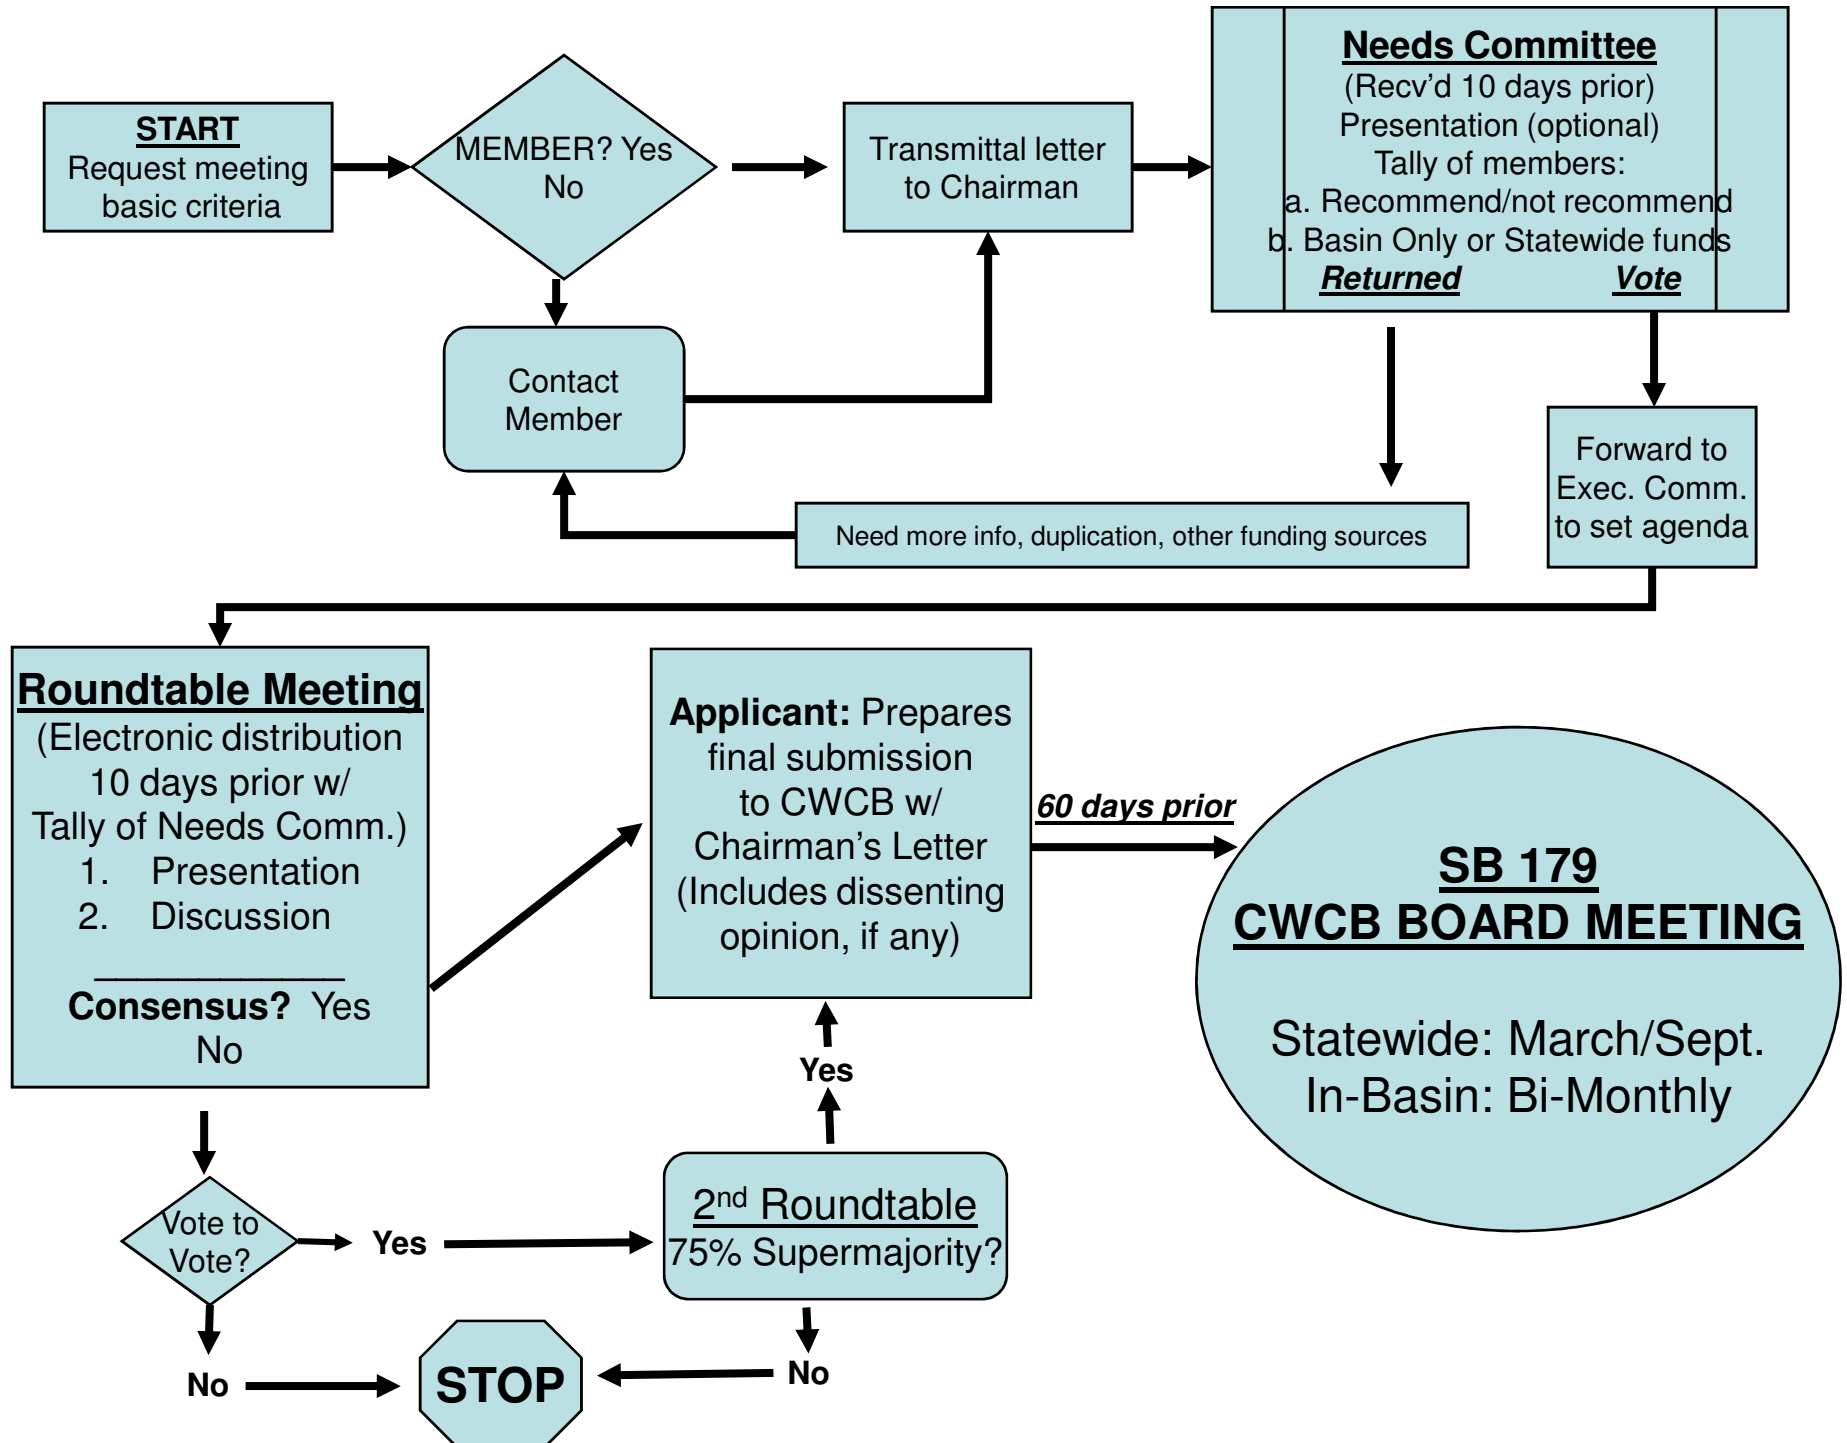 START
Request meeting
basic criteria
MEMBER? Yes
No
Transmittal letter
to Chairman
Needs Committee
(Recv'd 10 days prior)
Presentation (optional)
Tally of members:
a. Recommend/not recommend
b. Basin Only or Statewide funds
Returned Vote
Contact
Member
Need more info, duplication, other funding sources
Forward to
Exec. Comm.
to set agenda
Roundtable Meeting
(Electronic distribution
10 days prior w/
Tally of Needs Comm.)
1. Presentation
2. Discussion
Consensus? Yes
No
Applicant: Prepares
final submission
to CWCB w/
Chairman's Letter
(Includes dissenting
opinion, if any)
60 days prior
SB 179
CWCB BOARD MEETING
Statewide: March/Sept.
In-Basin: Bi-Monthly
Yes
Vote to
Vote?
Yes
2nd Roundtable
75% Supermajority?
No
STOP
No